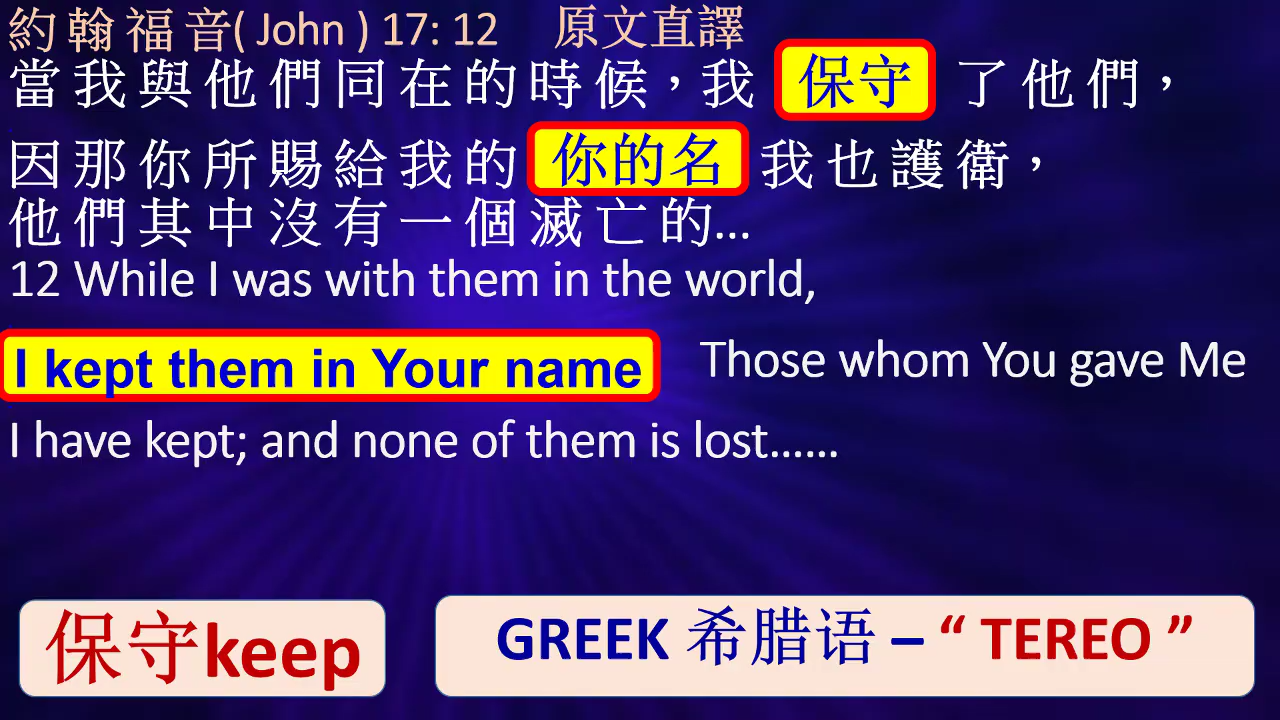 約翰福音( John ) 17: 12 原文直譯
當我與他們同在的時候，我 保守 了他們，
因那你所賜給我的 你的名 我也護衛，
他們其中沒有一個滅亡的...
12 While I was with them in the world,
I kept them in Your name Those whom You gave Me
I have kept; and none of them is lost......
保守keep
GREEK 希腊语 – “ TEREO ”